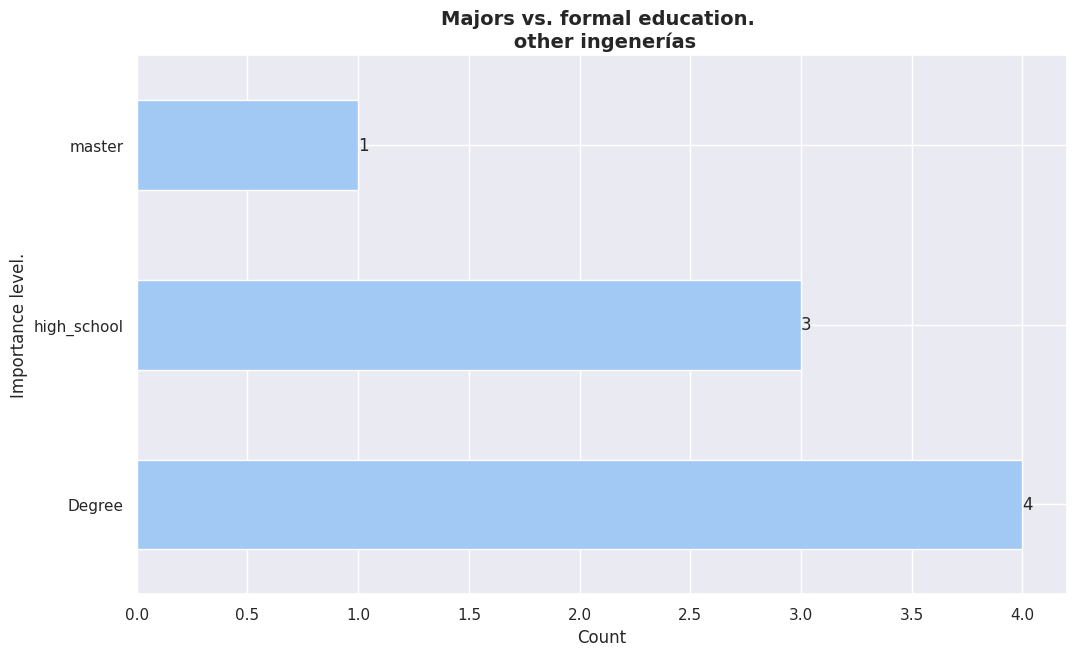 Majors vs. formal education.
other ingenerías
master
1
high_school
3
Degree
4
Importance level.
0.0 0.5 1.0 1.5 2.0 2.5 3.0 3.5 4.0
Count